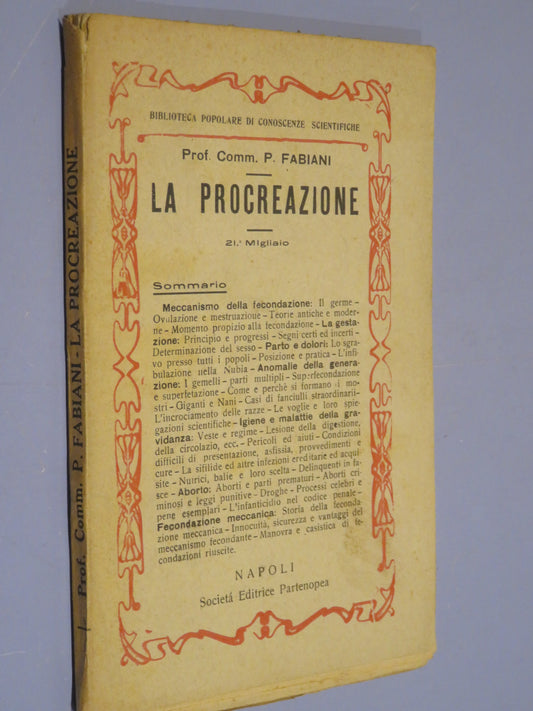 Prof. Comm. P. FABIANI - LA PROCREAZIONE
BIBLIOTECA POPOLARE DI CONOSCENZE SCIENTIFICHE
Prof. Comm. P. FABIANI
LA PROCREAZIONE
21.° Migliaio
Sommario
Meccanismo della fecondazione: Il germe -
Ovulazione e mestruazione - Teorie antiche e moder-
ne - Momento propizio alla fecondazione - La gesta-
zione: Principio e progressi - Segni certi ed incerti -
Determinazione del sesso - Parto e dolori: Lo sgra-
vo presso tutti i popoli - Posizione e pratica - L'infi-
bulazione nella Nubia - Anomalie della genera-
zione: I gemelli - parti multipli - Superfecondazione
e superfetazione - Come e perchè si formano i mo-
stri - Giganti e Nani - Casi di fanciulli straordinarii-
L'incrociamento delle razze - Le voglie e loro spie-
gazioni scientifiche - Igiene e malattie della gra-
vidanza: Veste e regime - Lesione della digestione,
della circolazio, ecc. - Pericoli ed aiuti - Condizioni
difficili di presentazione, asfissia, provvedimenti e
cure - La sifilide ed altre infezioni ereditarie ed acqui-
site - Nutrici, balie e loro scelta - Delinquenti in fa-
sce - Aborto: Aborti e parti prematuri - Aborti cri-
minosi e leggi punitive - Droghe - Processi celebri e
pene esemplari - L'infanticidio nel codice penale -
Fecondazione meccanica: Storia della feconda
zione meccanica - Innocuita, sicurezza e vantaggi del
meccanismo fecondante - Manovra e casistica di fe-
condazioni riuscite.
NAPOLI
Societá Editrice Partenopea